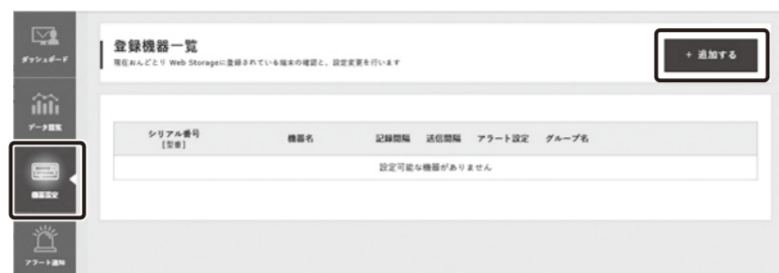 ダッシュボード
データ閲覧
機器設定
アラート通知
登録機器一覧
現在おんどとり Web Storageに登録されている端末の確認と、設定変更を行います
+ 追加する
シリアル番号 機器名 記録間隔 送信間隔 アラート設定 グループ名
[型番]
設定可能な機器がありません